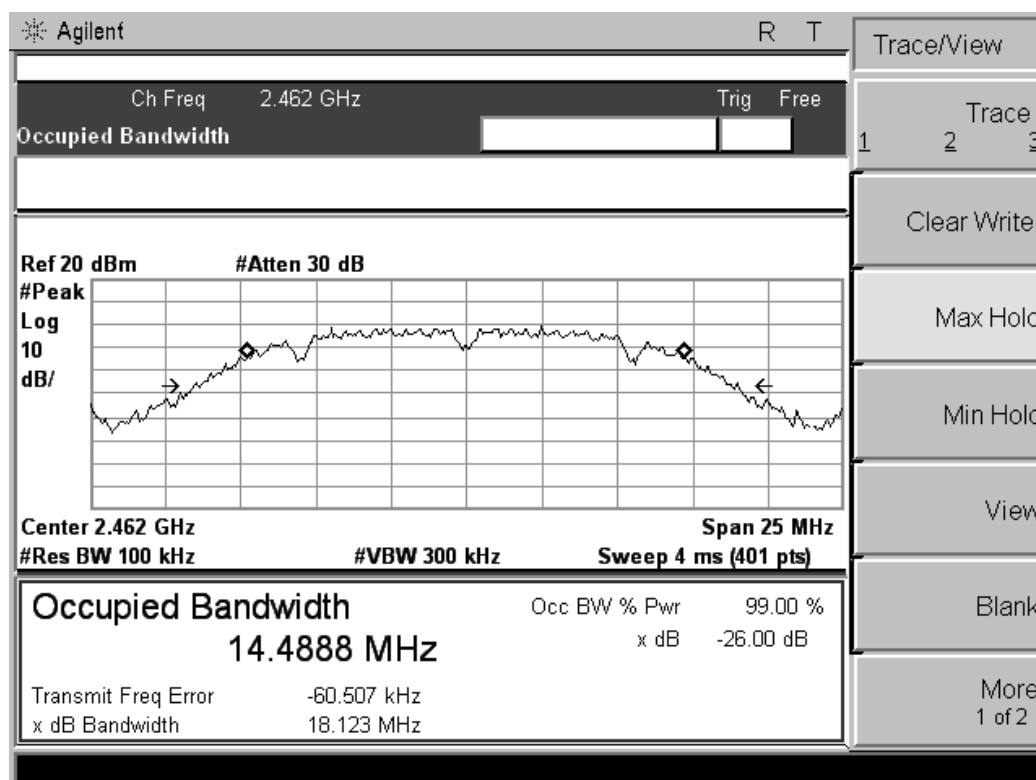 Agilent R T
Trace/View
Ch Freq 2.462 GHz Trig Free
Occupied Bandwidth
Trace
1 2 3
Clear Write
Ref 20 dBm #Atten 30 dB
#Peak
Log
10
dB/
Max Hold
Min Hold
View
Center 2.462 GHz Span 25 MHz
#Res BW 100 kHz #VBW 300 kHz Sweep 4 ms (401 pts)
Occupied Bandwidth
14.4888 MHz
Occ BW % Pwr 99.00 %
x dB -26.00 dB
Transmit Freq Error -60.507 kHz
x dB Bandwidth 18.123 MHz
Blank
More
1 of 2